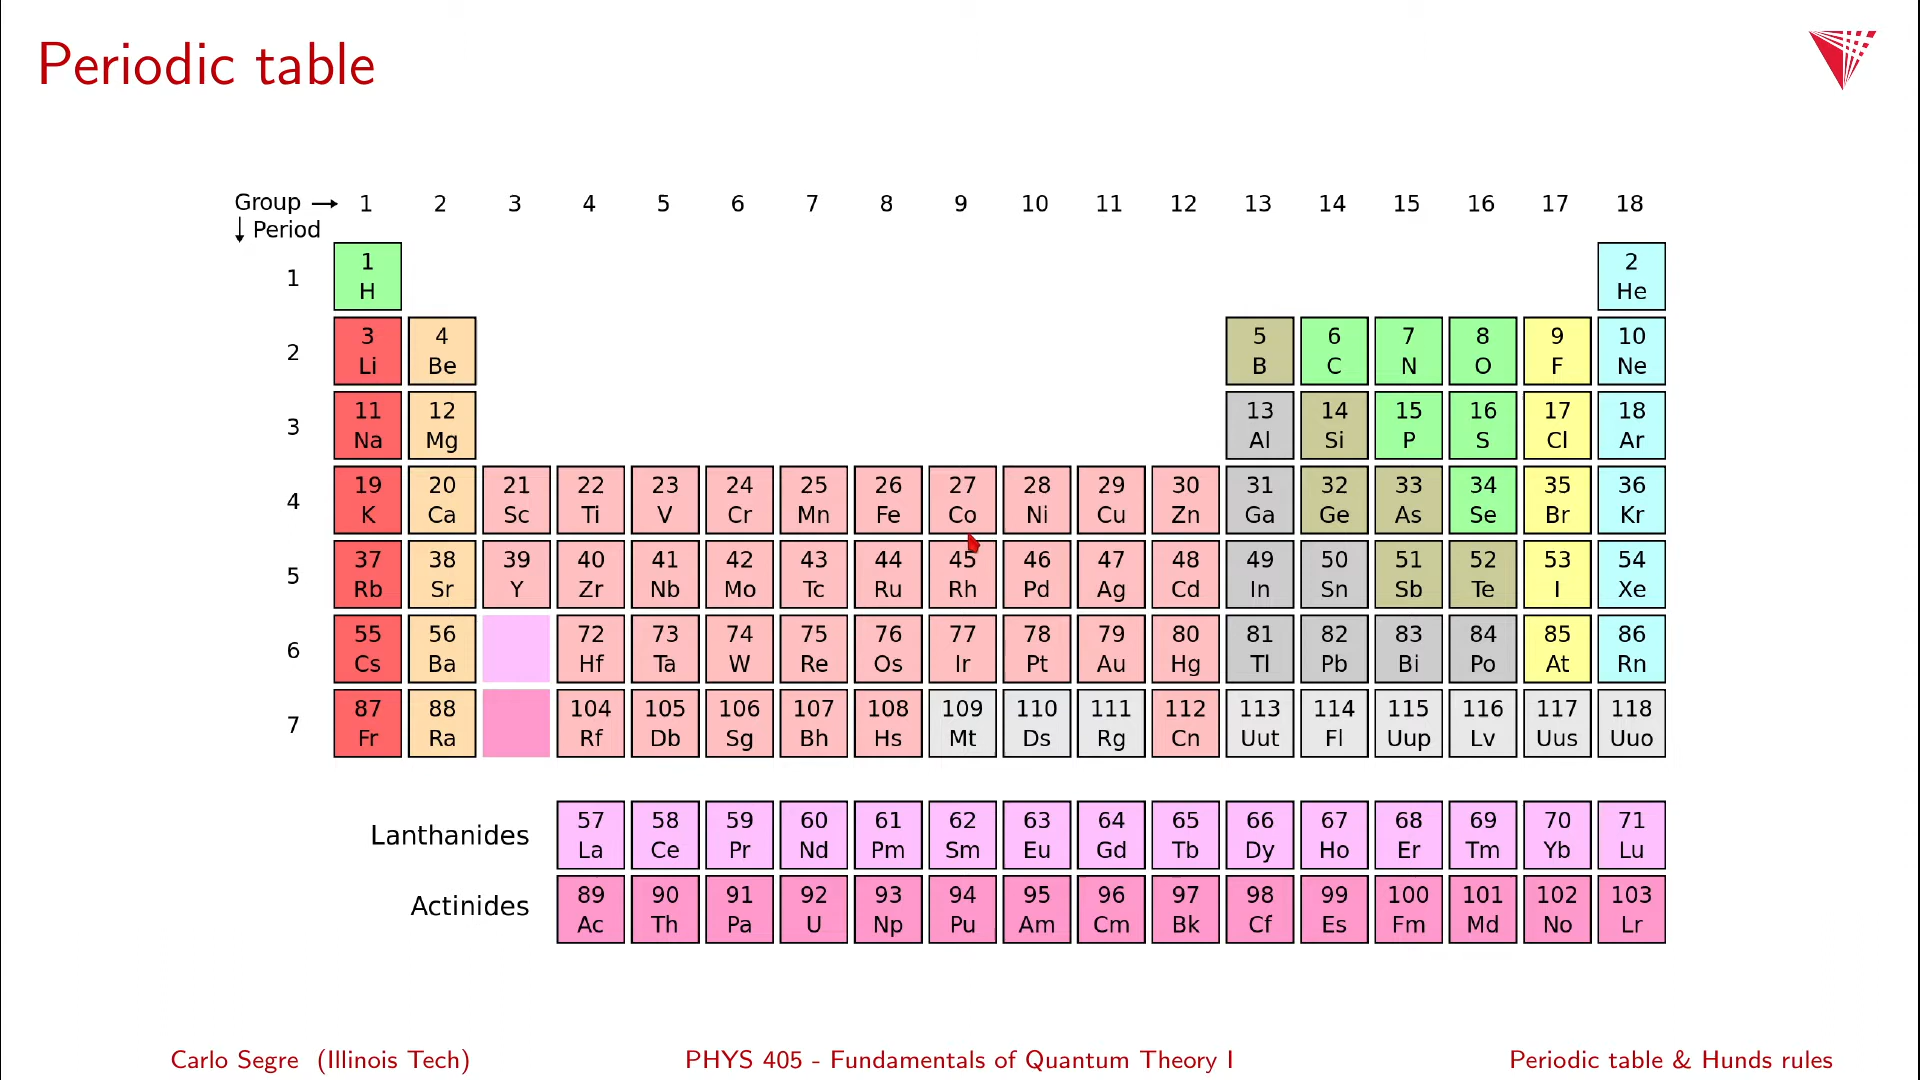 Periodic table
Group → 1 2 3 4 5 6 7 8 9 10 11 12 13 14 15 16 17 18
↓ Period
1 2
1 H He
3 4 5 6 7 8 9 10
2 Li Be B C N O F Ne
11 12 13 14 15 16 17 18
3 Na Mg Al Si P S Cl Ar
19 20 21 22 23 24 25 26 27 28 29 30 31 32 33 34 35 36
4 K Ca Sc Ti V Cr Mn Fe Co Ni Cu Zn Ga Ge As Se Br Kr
37 38 39 40 41 42 43 44 45 46 47 48 49 50 51 52 53 54
5 Rb Sr Y Zr Nb Mo Tc Ru Rh Pd Ag Cd In Sn Sb Te I Xe
55 56 72 73 74 75 76 77 78 79 80 81 82 83 84 85 86
6 Cs Ba Hf Ta W Re Os Ir Pt Au Hg Tl Pb Bi Po At Rn
87 88 104 105 106 107 108 109 110 111 112 113 114 115 116 117 118
7 Fr Ra Rf Db Sg Bh Hs Mt Ds Rg Cn Uut Fl Uup Lv Uus Uuo
57 58 59 60 61 62 63 64 65 66 67 68 69 70 71
Lanthanides La Ce Pr Nd Pm Sm Eu Gd Tb Dy Ho Er Tm Yb Lu
89 90 91 92 93 94 95 96 97 98 99 100 101 102 103
Actinides Ac Th Pa U Np Pu Am Cm Bk Cf Es Fm Md No Lr
Carlo Segre (Illinois Tech) PHYS 405 - Fundamentals of Quantum Theory I Periodic table & Hunds rules